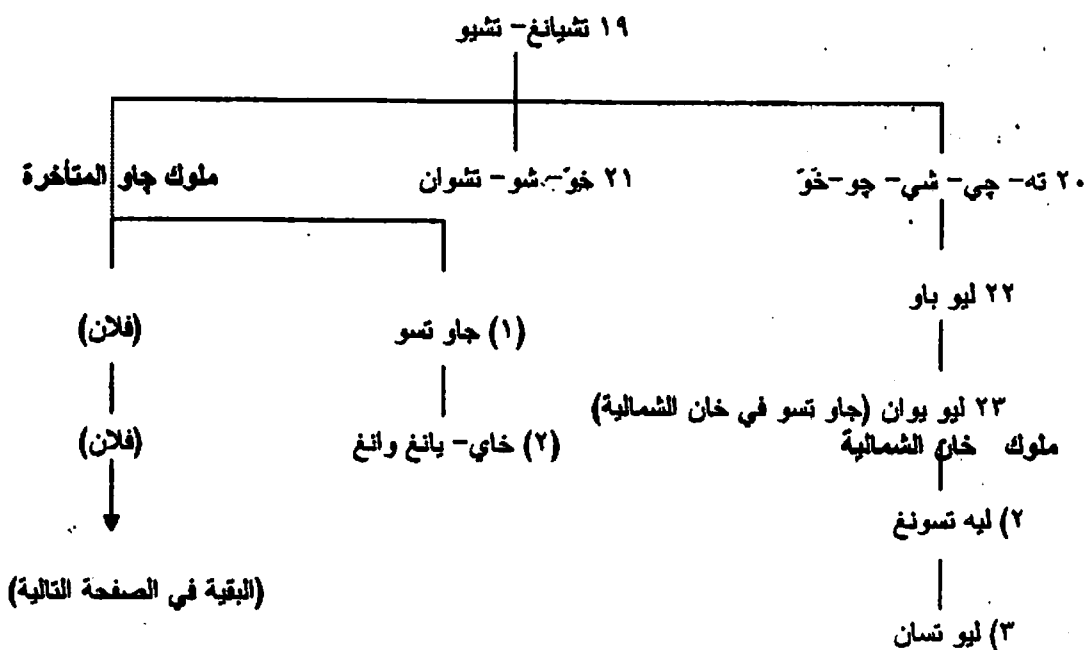 ١٩ تشيانغ- تشيو
٢٠ ته- چي- شي- چو-خوّ
٢١ خوّ- شو- تشوان
ملوك جاو المتأخرة
٢٢ ليو باو
(١) جاو تسو
(فلان)
٢٣ ليو يوان (جاو تسو في خان الشمالية)
ملوك خان الشمالية
(٢) خاي- يانغ وانغ
(فلان)
٢) ليه تسونغ
(البقية في الصفحة التالية)
٣) ليو تسان